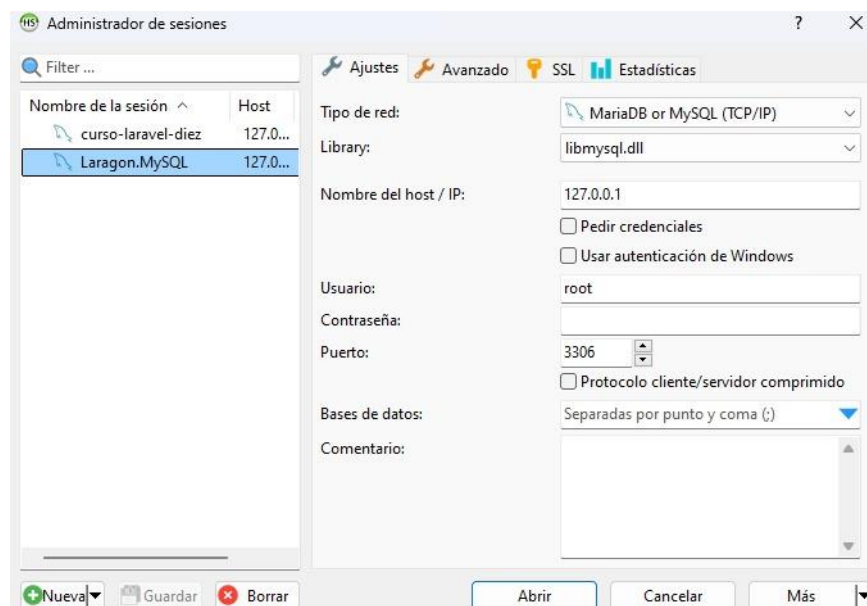 HS Administrador de sesiones ?
Filter ...
Nombre de la sesión Host
curso-laravel-diez 127.0...
Laragon.MySQL 127.0...
Ajustes Avanzado SSL Estadísticas
Tipo de red: MariaDB or MySQL (TCP/IP)
Library: libmysql.dll
Nombre del host / IP: 127.0.0.1
Pedir credenciales
Usar autenticación de Windows
Usuario: root
Contraseña:
Puerto: 3306
Protocolo cliente/servidor comprimido
Bases de datos: Separadas por punto y coma (;)
Comentario:
Nueva Guardar Borrar Abrir Cancelar Más